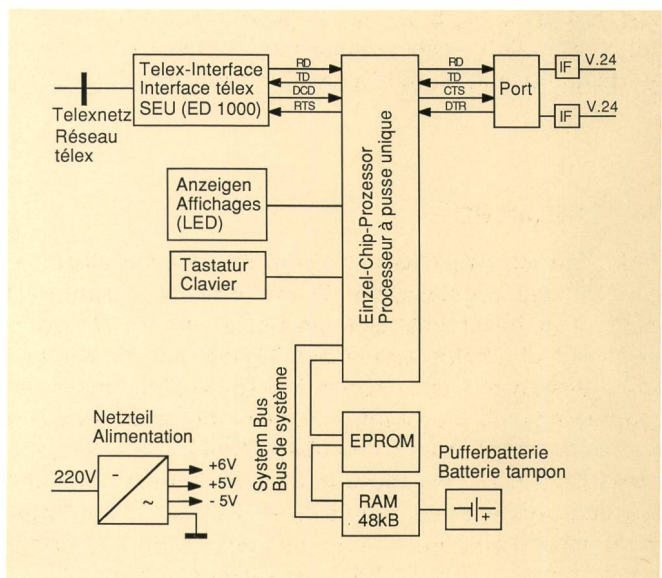 Telex-Interface
Interface télex
SEU (ED 1000)
Telexnetz
Réseau
télex
RD
TD
DCD
RTS
RD
TD
CTS
DTR
Port
IF
V.24
IF
V.24
Einzel-Chip-Prozessor
Processeur à pusse unique
Anzeigen
Affichages
(LED)
Tastatur
Clavier
System Bus
Bus de système
EPROM
RAM
48kB
Pufferbatterie
Batterie tampon
+
Netzteil
Alimentation
220V
-
~
+6V
+5V
- 5V